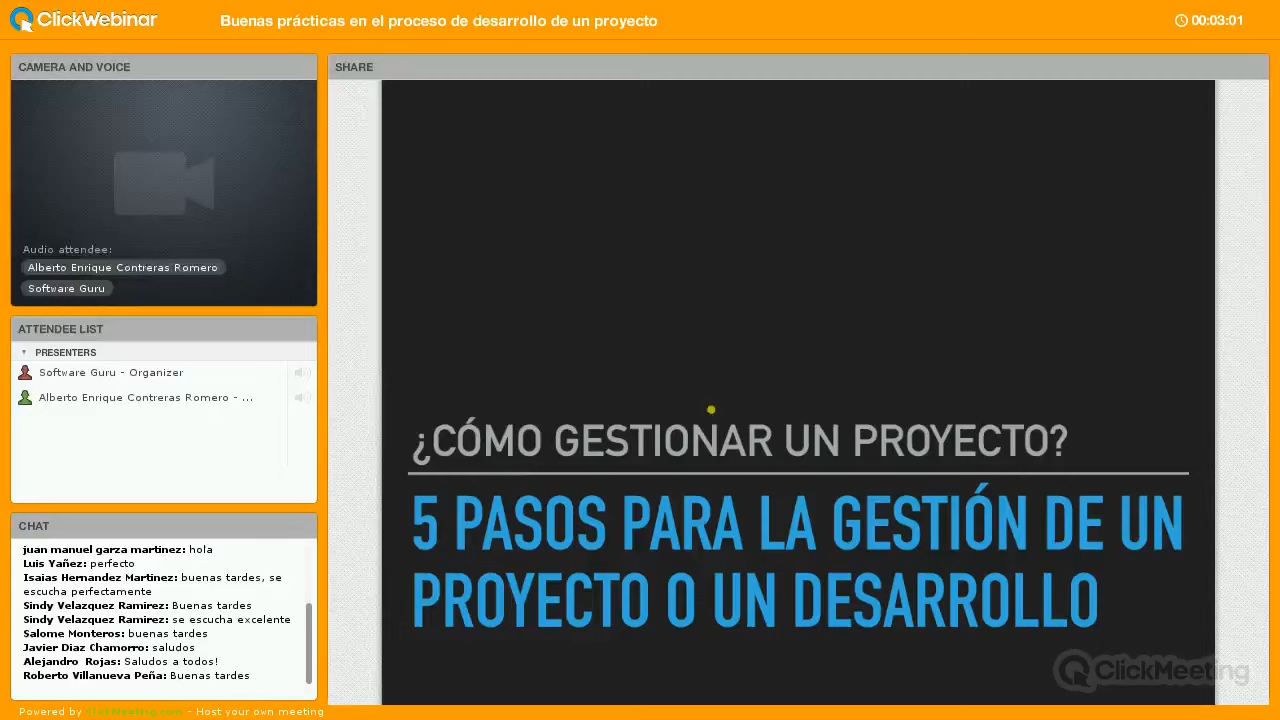 ClickWebinar
Buenas prácticas en el proceso de desarrollo de un proyecto
00:03:01
CAMERA AND VOICE
Audio attendee:
Alberto Enrique Contreras Romero
Software Guru
ATTENDEE LIST
PRESENTERS
Software Guru - Organizer
Alberto Enrique Contreras Romero - ...
CHAT
juan manuel garza martinez: hola
Luis Yañez: perfecto
Isaias Hernandez Martinez: buenas tardes, se
escucha perfectamente
Sindy Velazquez Ramirez: Buenas tardes
Sindy Velazquez Ramirez: se escucha excelente
Salome Monteros: buenas tardes
Javier Diaz Chamorro: saludos
Alejandro Rojas: Saludos a todos!
Roberto Villanueva Peña: Buenas tardes
Powered by ClickMeeting.com - Host your own meeting
SHARE
¿CÓMO GESTIONAR UN PROYECTO?
5 PASOS PARA LA GESTIÓN DE UN
PROYECTO O UN DESARROLLO
ClickMeeting